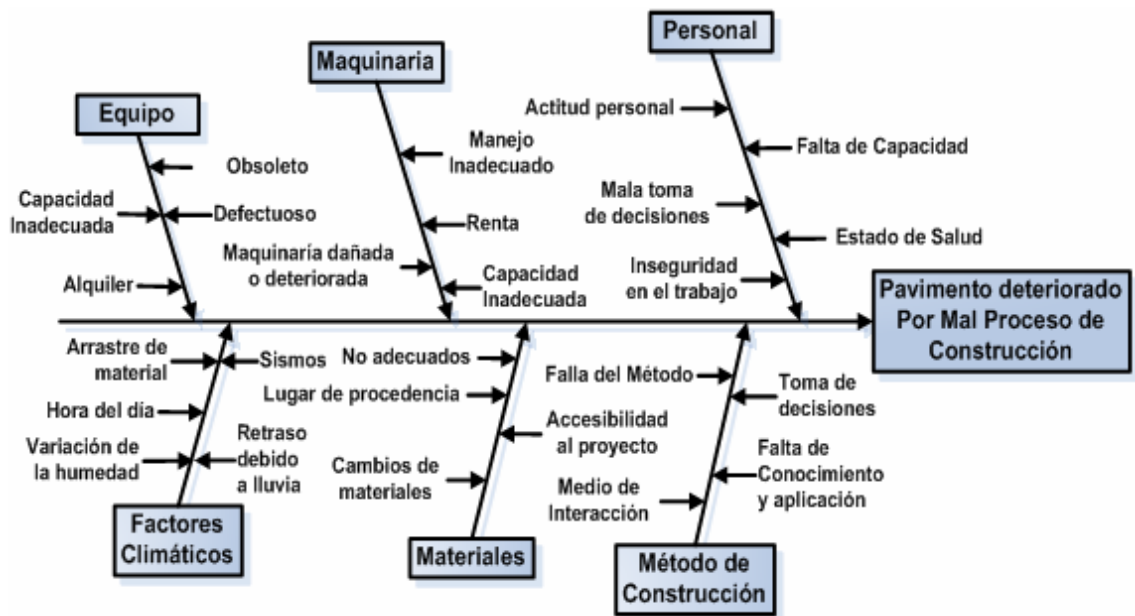 Personal
Maquinaria
Equipo
Actitud personal
Falta de Capacidad
Mala toma
de decisiones
Estado de Salud
Inseguridad
en el trabajo
Manejo
Inadecuado
Renta
Maquinaría dañada
o deteriorada
Capacidad
Inadecuada
Obsoleto
Capacidad
Inadecuada
Defectuoso
Alquiler
Pavimento deteriorado
Por Mal Proceso de
Construcción
Arrastre de
material
Sismos
Hora del día
Variación de
la humedad
Retraso
debido
a lluvia
Factores
Climáticos
No adecuados
Lugar de procedencia
Accesibilidad
al proyecto
Cambios de
materiales
Materiales
Falla del Método
Toma de
decisiones
Falta de
Conocimiento
y aplicación
Medio de
Interacción
Método de
Construcción